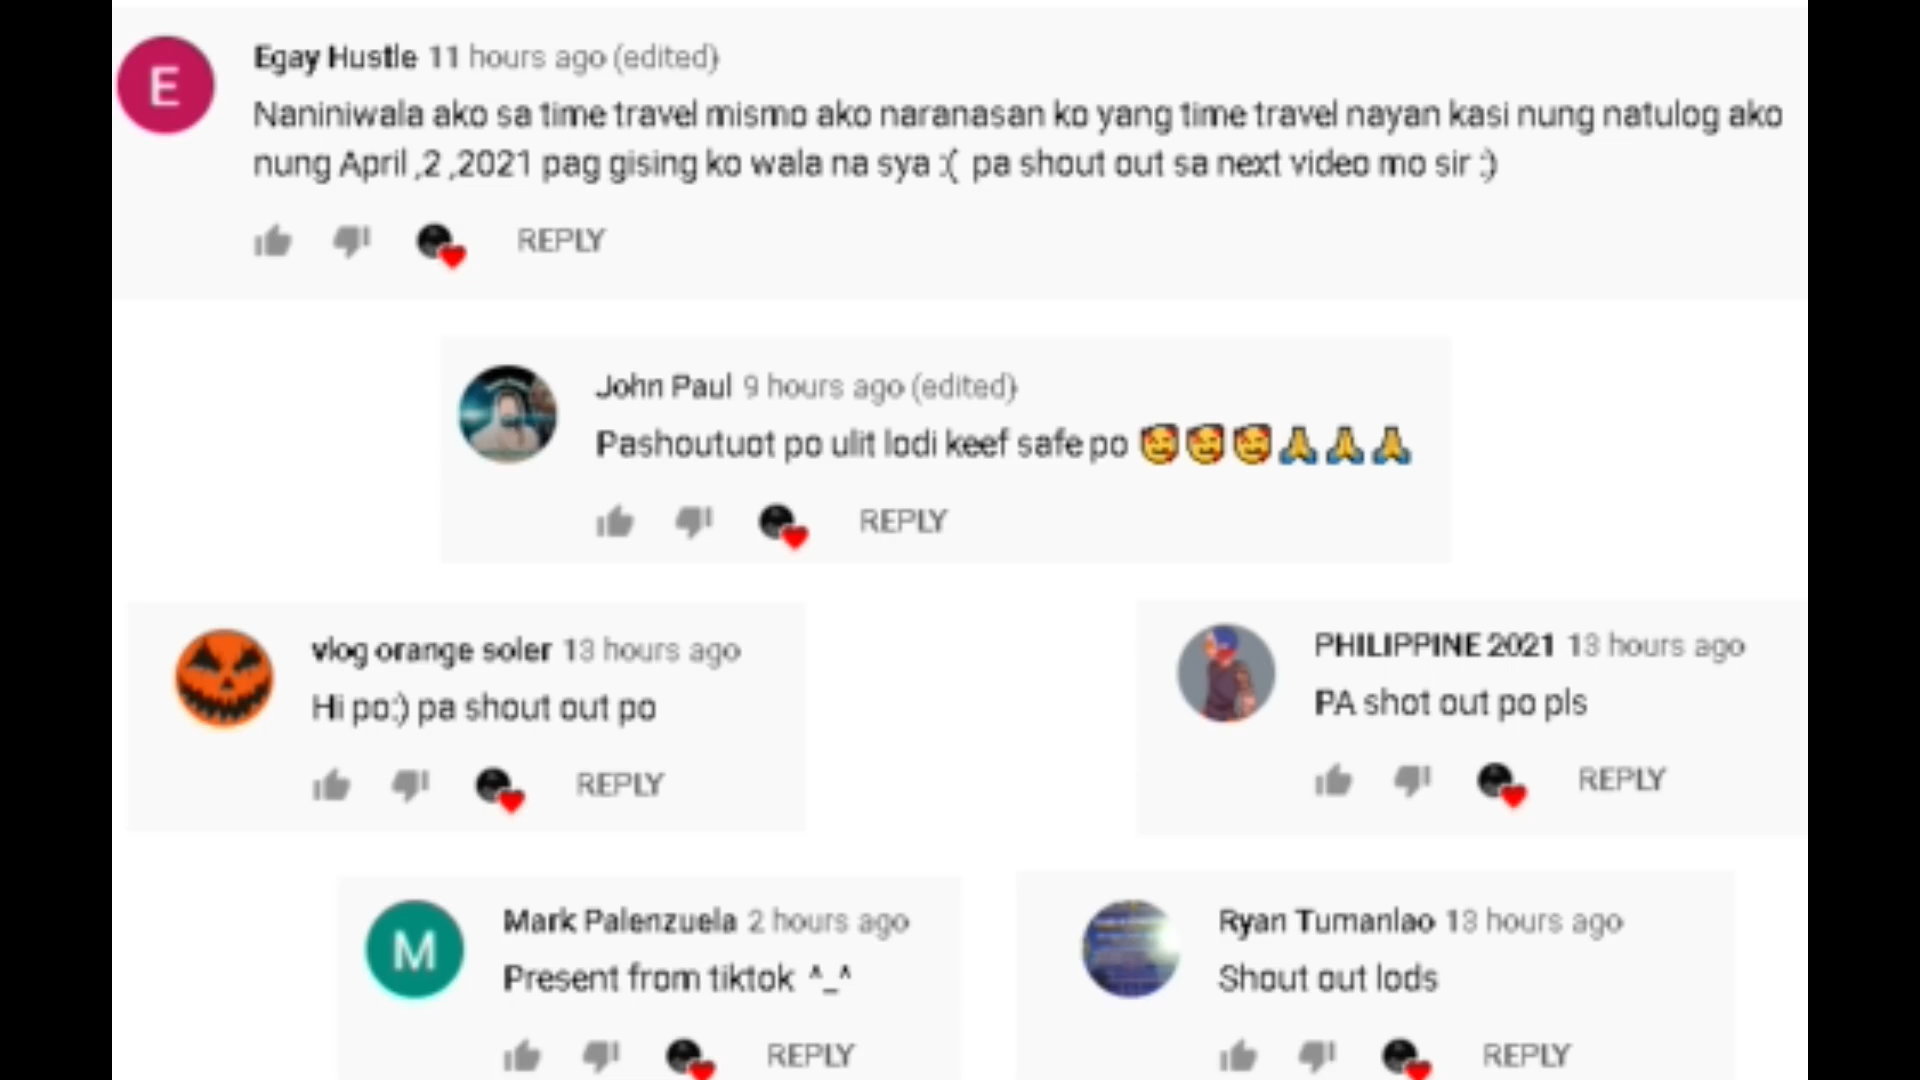 E
Egay Hustle 11 hours ago (edited)
Naniniwala ako sa time travel mismo ako naranasan ko yang time travel nayan kasi nung natulog ako
nung April ,2 ,2021 pag gising ko wala na sya :( pa shout out sa next video mo sir :)
REPLY
John Paul 9 hours ago (edited)
Pashoutuot po ulit lodi keef safe po 🥰🥰🥰🙏🙏🙏
REPLY
vlog orange soler 13 hours ago
Hi po:) pa shout out po
REPLY
PHILIPPINE 2021 13 hours ago
PA shot out po pls
REPLY
M
Mark Palenzuela 2 hours ago
Present from tiktok ^_^
REPLY
Ryan Tumanlao 13 hours ago
Shout out lods
REPLY